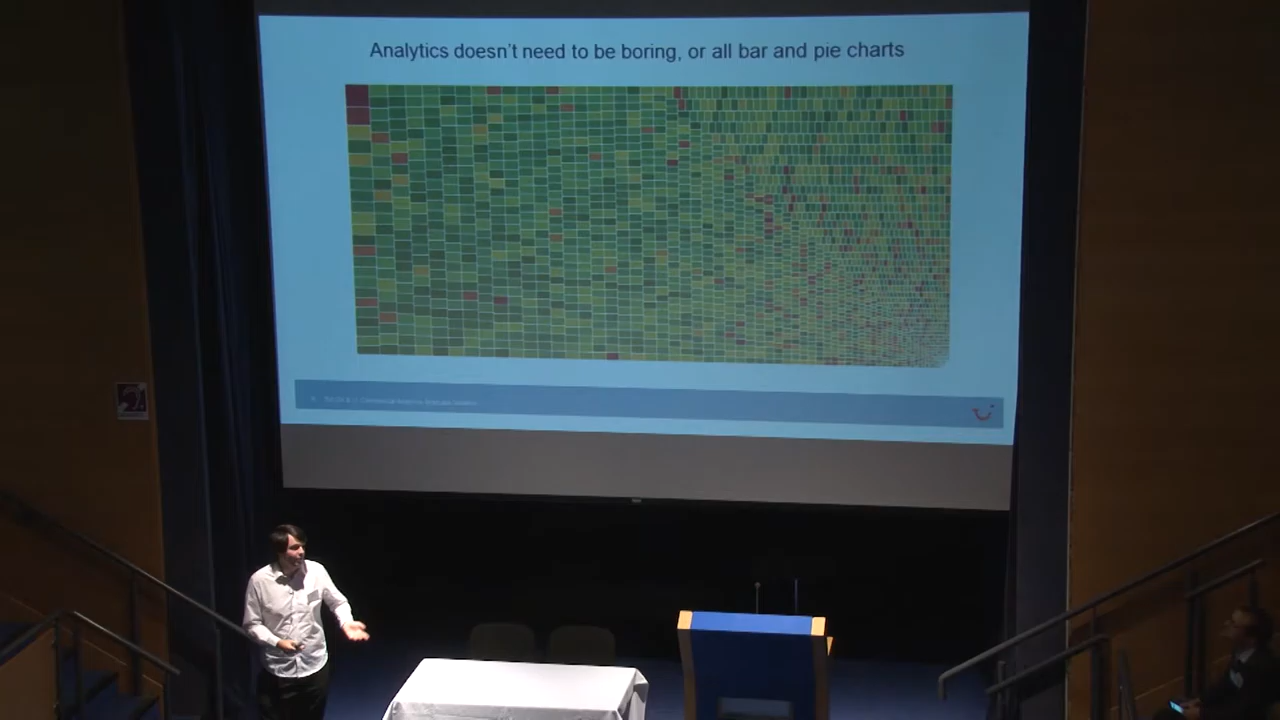 Analytics doesn't need to be boring, or all bar and pie charts